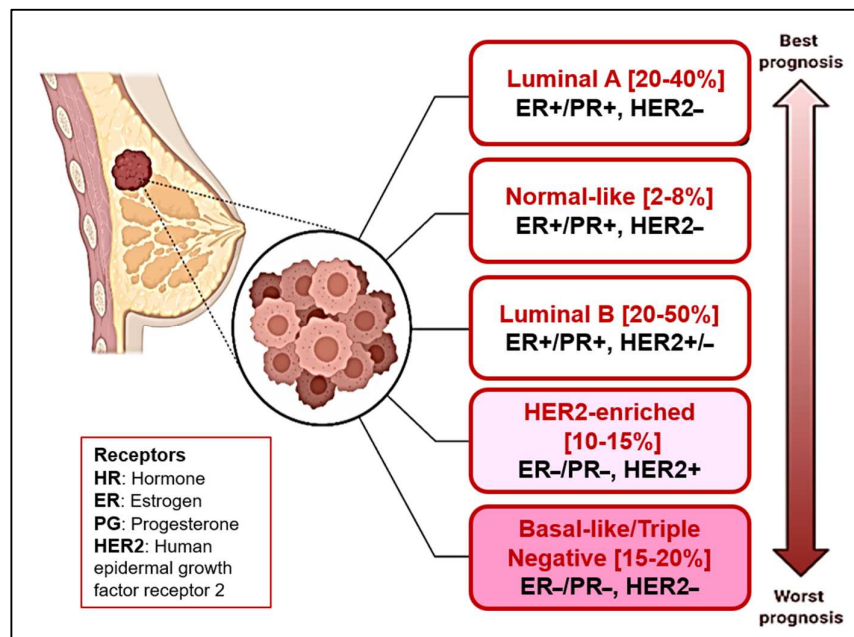 Best
prognosis
Luminal A [20-40%]
ER+/PR+, HER2–
Normal-like [2-8%]
ER+/PR+, HER2–
Luminal B [20-50%]
ER+/PR+, HER2+/–
HER2-enriched
[10-15%]
ER–/PR–, HER2+
Basal-like/Triple
Negative [15-20%]
ER–/PR–, HER2–
Worst
prognosis
Receptors
HR: Hormone
ER: Estrogen
PG: Progesterone
HER2: Human
epidermal growth
factor receptor 2